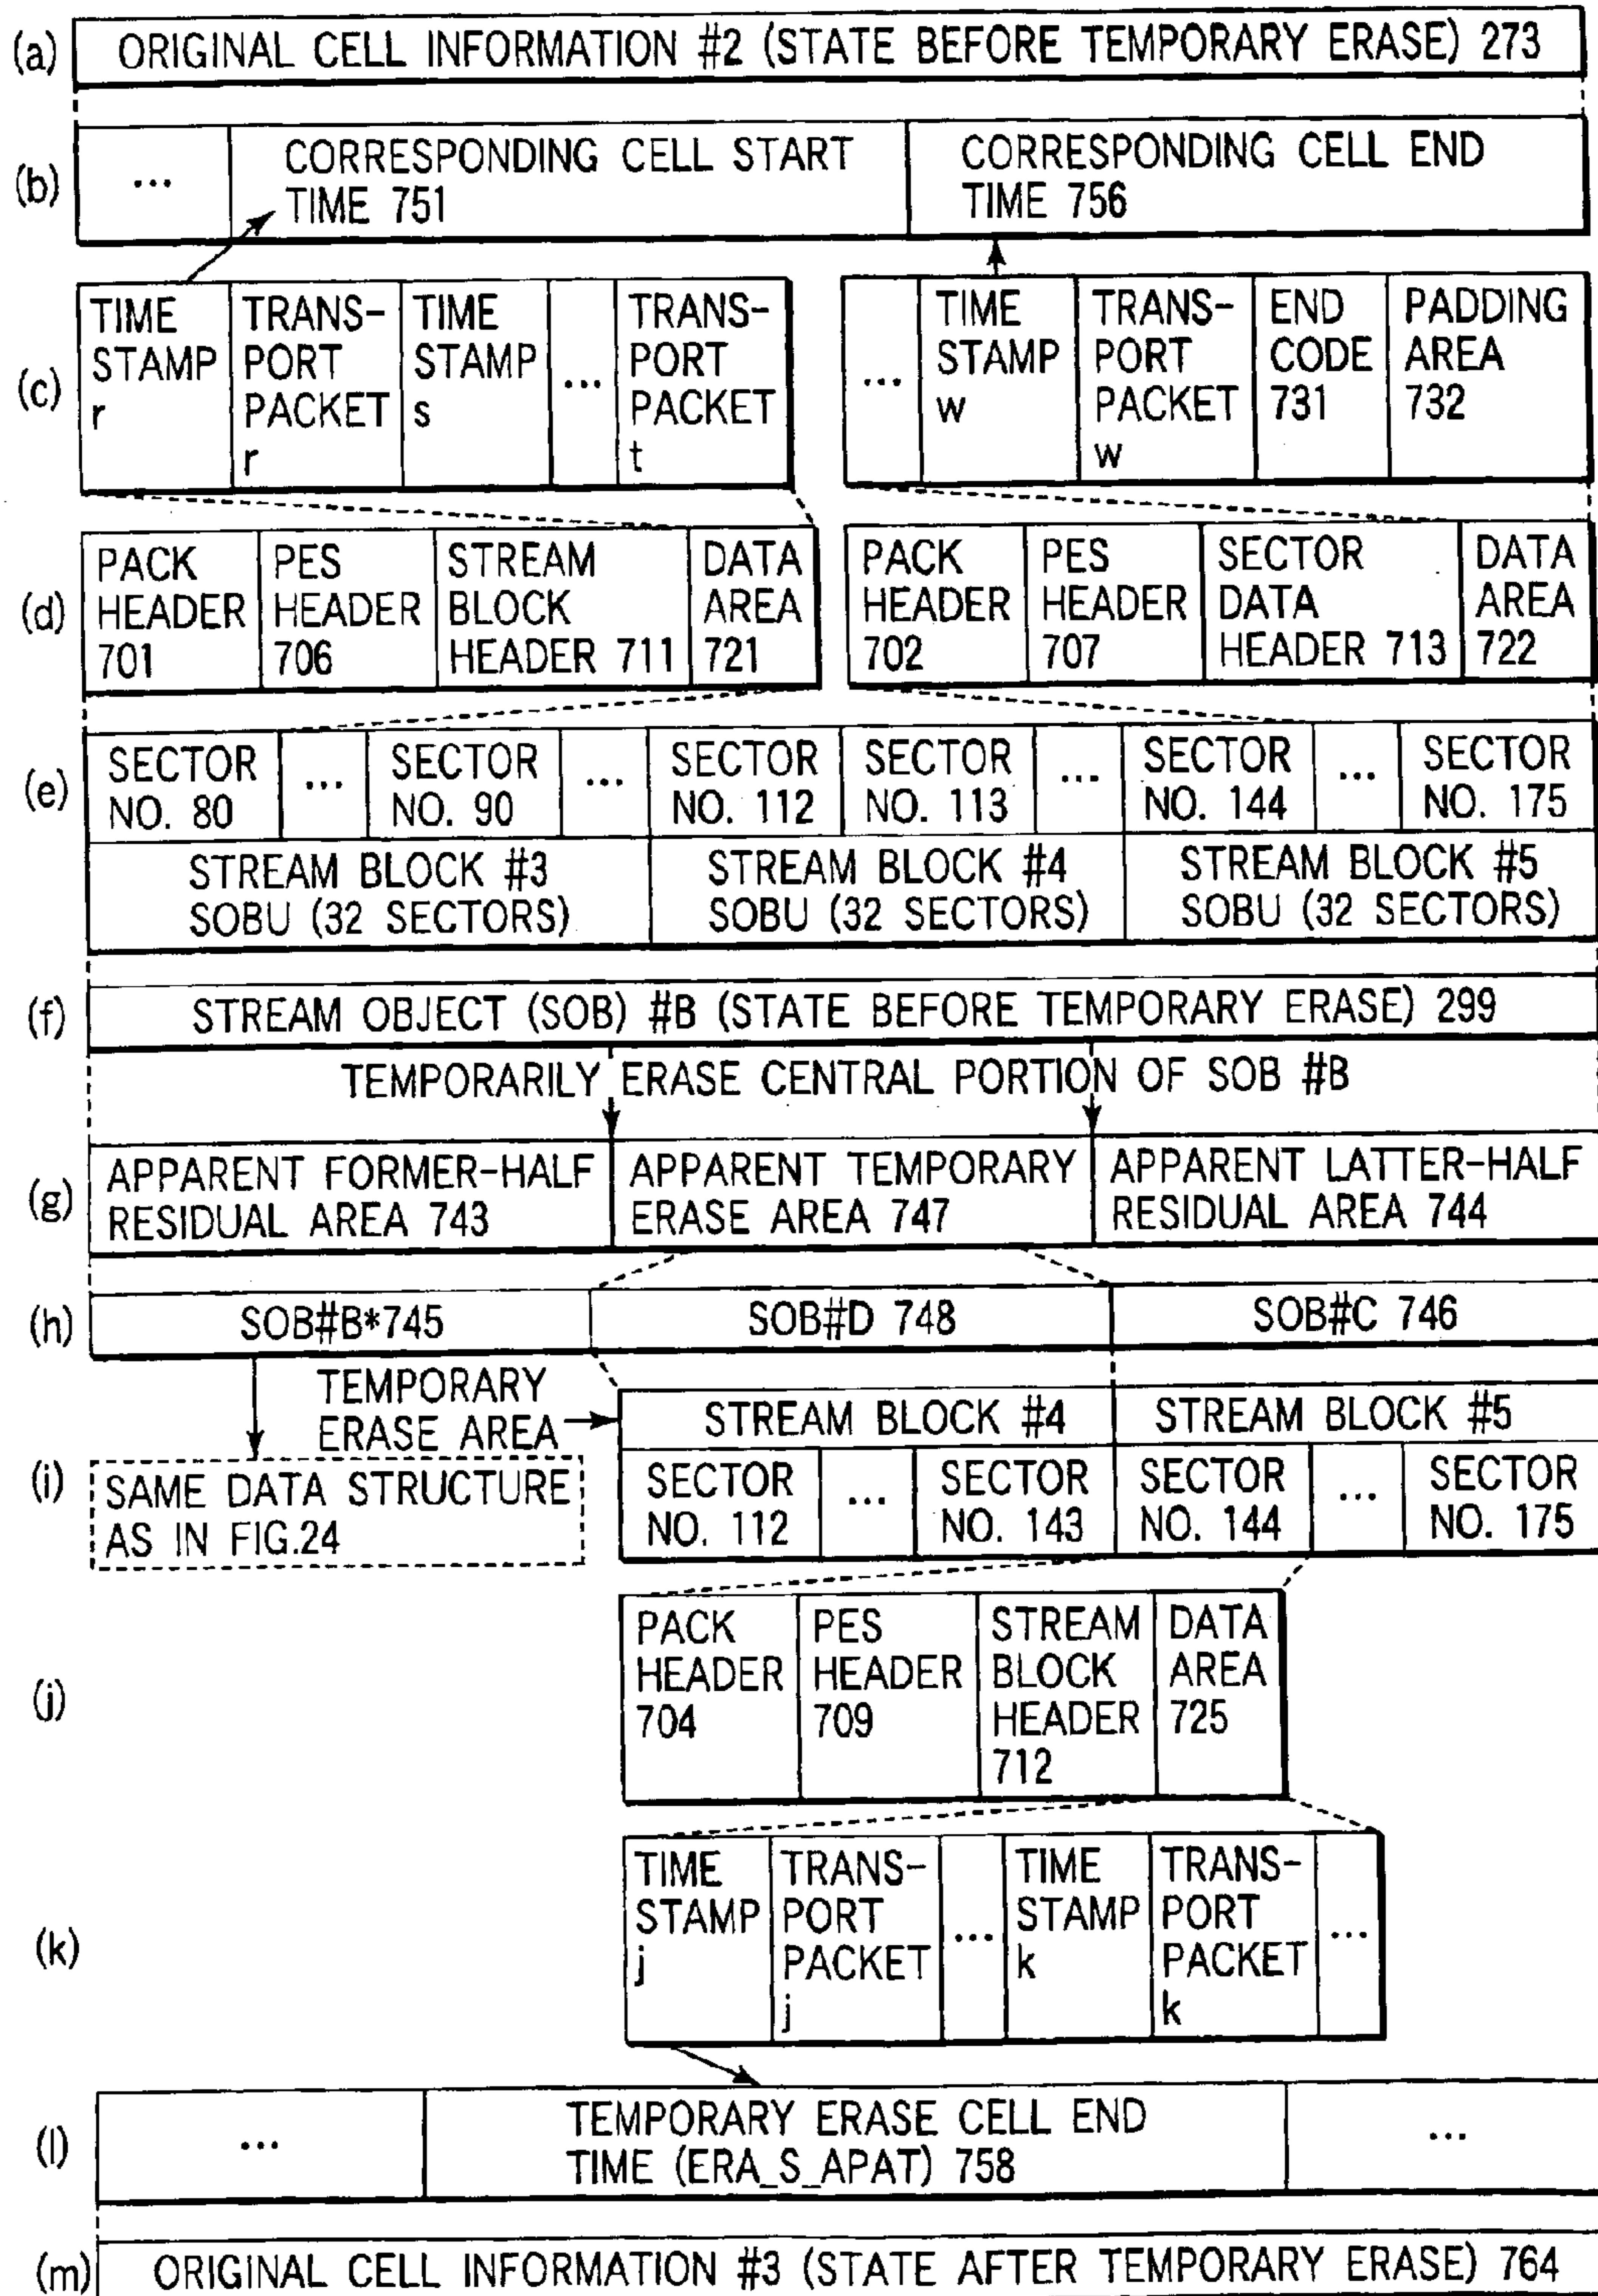 (a) ORIGINAL CELL INFORMATION #2 (STATE BEFORE TEMPORARY ERASE) 273
(b) ... CORRESPONDING CELL START TIME 751 CORRESPONDING CELL END TIME 756
(c) TIME STAMP r TRANS-PORT PACKET r TIME STAMP s ... TRANS-PORT PACKET t ... TIME STAMP w TRANS-PORT PACKET w END CODE 731 PADDING AREA 732
(d) PACK HEADER 701 PES HEADER 706 STREAM BLOCK HEADER 711 DATA AREA 721 PACK HEADER 702 PES HEADER 707 SECTOR DATA HEADER 713 DATA AREA 722
(e) SECTOR NO. 80 ... SECTOR NO. 90 ... SECTOR NO. 112 SECTOR NO. 113 ... SECTOR NO. 144 ... SECTOR NO. 175
STREAM BLOCK #3 SOBU (32 SECTORS) STREAM BLOCK #4 SOBU (32 SECTORS) STREAM BLOCK #5 SOBU (32 SECTORS)
(f) STREAM OBJECT (SOB) #B (STATE BEFORE TEMPORARY ERASE) 299
TEMPORARILY ERASE CENTRAL PORTION OF SOB #B
(g) APPARENT FORMER-HALF RESIDUAL AREA 743 APPARENT TEMPORARY ERASE AREA 747 APPARENT LATTER-HALF RESIDUAL AREA 744
(h) SOB#B*745 SOB#D 748 SOB#C 746
TEMPORARY ERASE AREA
STREAM BLOCK #4 STREAM BLOCK #5
(i) SAME DATA STRUCTURE AS IN FIG.24 SECTOR NO. 112 ... SECTOR NO. 143 SECTOR NO. 144 ... SECTOR NO. 175
(j) PACK HEADER 704 PES HEADER 709 STREAM BLOCK HEADER 712 DATA AREA 725
(k) TIME STAMP j TRANS-PORT PACKET j ... TIME STAMP k TRANS-PORT PACKET k ...
(l) ... TEMPORARY ERASE CELL END TIME (ERA_S_APAT) 758 ...
(m) ORIGINAL CELL INFORMATION #3 (STATE AFTER TEMPORARY ERASE) 764